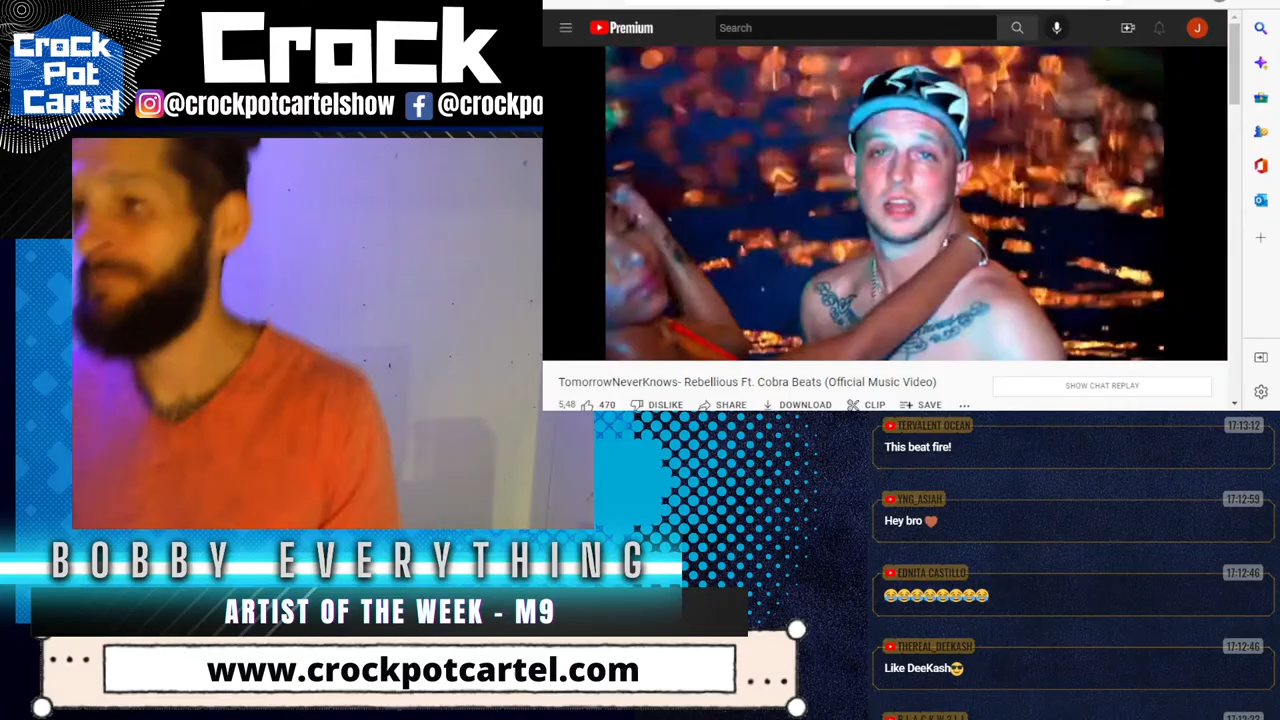 Crock
Pot
Cartel
Crock
@crockpotcartelshow
@crockpo
Premium
Search
J
TomorrowNeverKnows- Rebellious Ft. Cobra Beats (Official Music Video)
SHOW CHAT REPLAY
5,48
470
DISLIKE
SHARE
DOWNLOAD
CLIP
SAVE
TERVALENT OCEAN
17:13:12
This beat fire!
YNG_ASIAH
17:12:59
Hey bro
EDNITA CASTILLO
17:12:46
THEREAL_DEEKASH
17:12:46
Like DeeKash
BOBBY EVERYTHING
ARTIST OF THE WEEK - M9
www.crockpotcartel.com